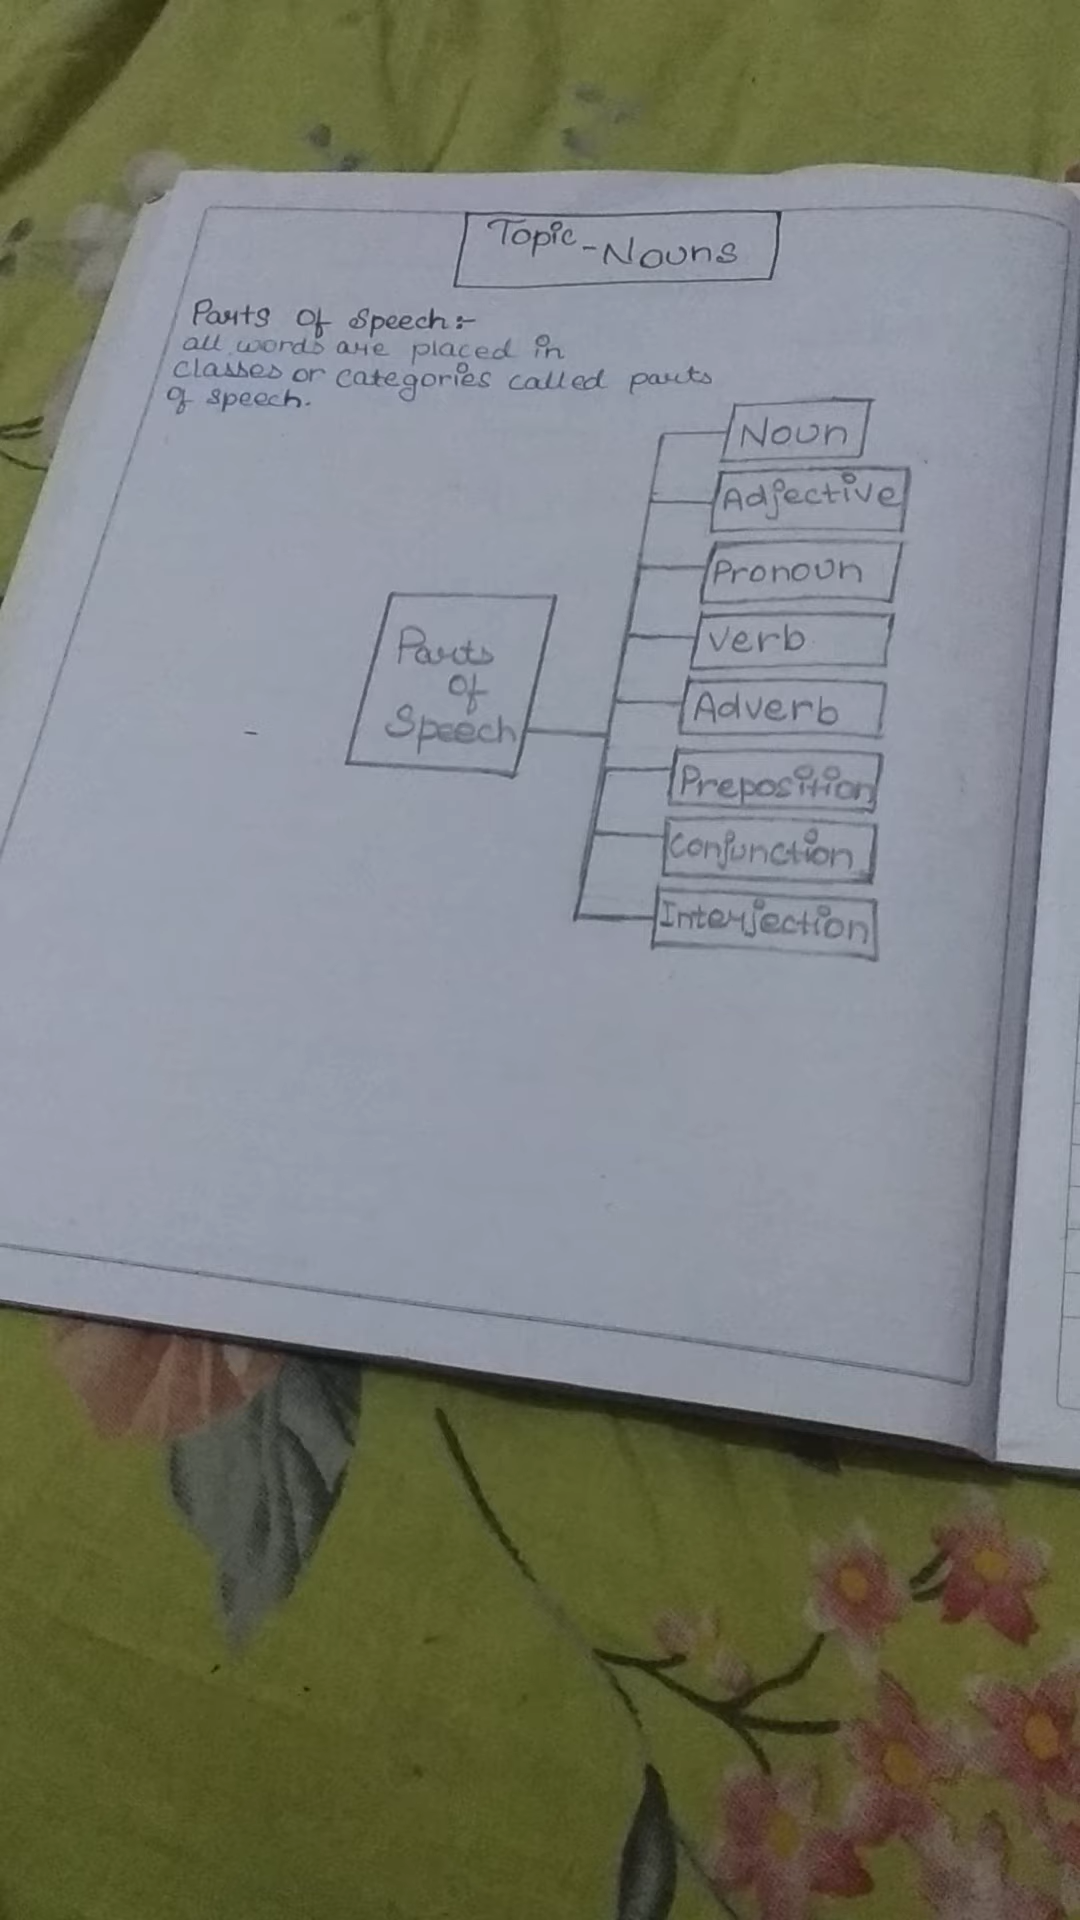 Topic - Nouns
Parts of Speech :-
all words are placed in
classes or categories called parts
of speech.
Noun
Adjective
Pronoun
Parts
of
Speech
verb
Adverb
Preposition
conjunction
Interjection